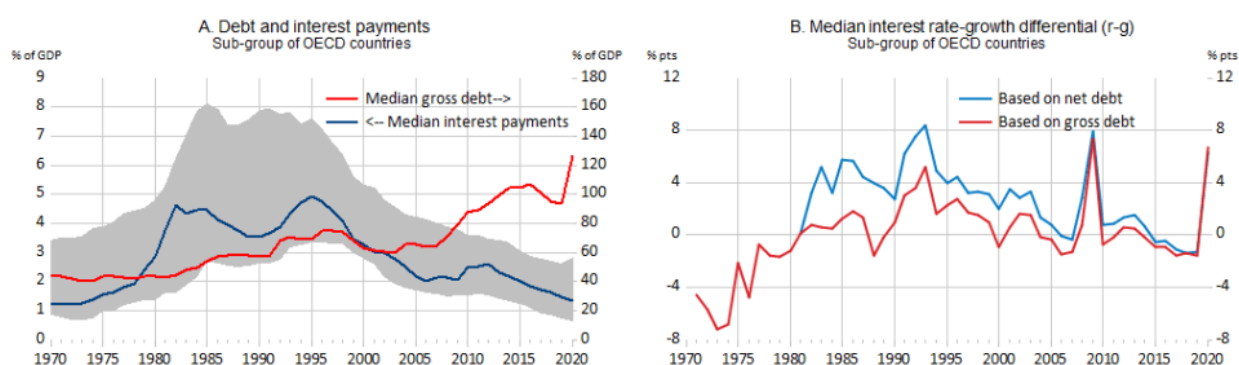 A. Debt and interest payments
Sub-group of OECD countries
% of GDP
% of GDP
9
8
7
6
5
4
3
2
1
0
180
160
140
120
100
80
60
40
20
0
Median gross debt-->
<-- Median interest payments
1970 1975 1980 1985 1990 1995 2000 2005 2010 2015 2020
B. Median interest rate-growth differential (r-g)
Sub-group of OECD countries
% pts
% pts
12
8
4
0
-4
-8
12
8
4
0
-4
-8
Based on net debt
Based on gross debt
1970 1975 1980 1985 1990 1995 2000 2005 2010 2015 2020